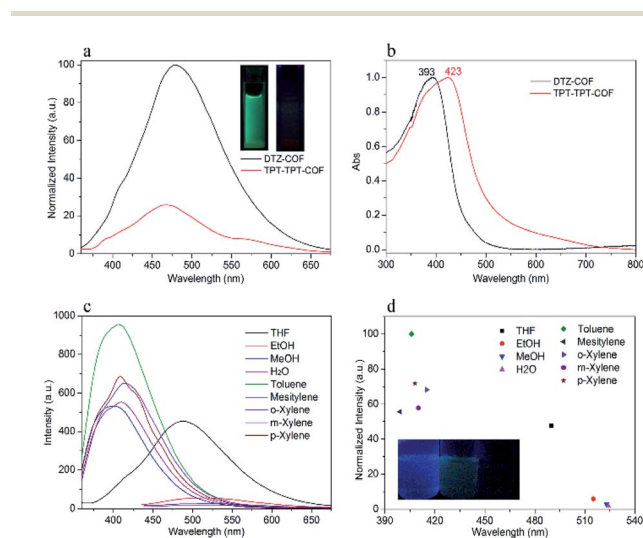 a
Normalized Intensity (a.u.)
100
80
60
40
20
0
400 450 500 550 600 650
Wavelength (nm)
DTZ-COF
TPT-TPT-COF
b
Abs
1.0
0.8
0.6
0.4
0.2
0.0
300 400 500 600 700 800
Wavelength (nm)
393 423
DTZ-COF
TPT-TPT-COF
c
Intensity (a.u.)
1000
800
600
400
200
0
400 450 500 550 600 650
Wavelength (nm)
THF
EtOH
MeOH
H2O
Toluene
Mesitylene
o-Xylene
m-Xylene
p-Xylene
d
Normalized Intensity (a.u.)
100
80
60
40
20
0
390 420 450 480 510 540
Wavelength (nm)
THF
EtOH
MeOH
H2O
Toluene
Mesitylene
o-Xylene
m-Xylene
p-Xylene